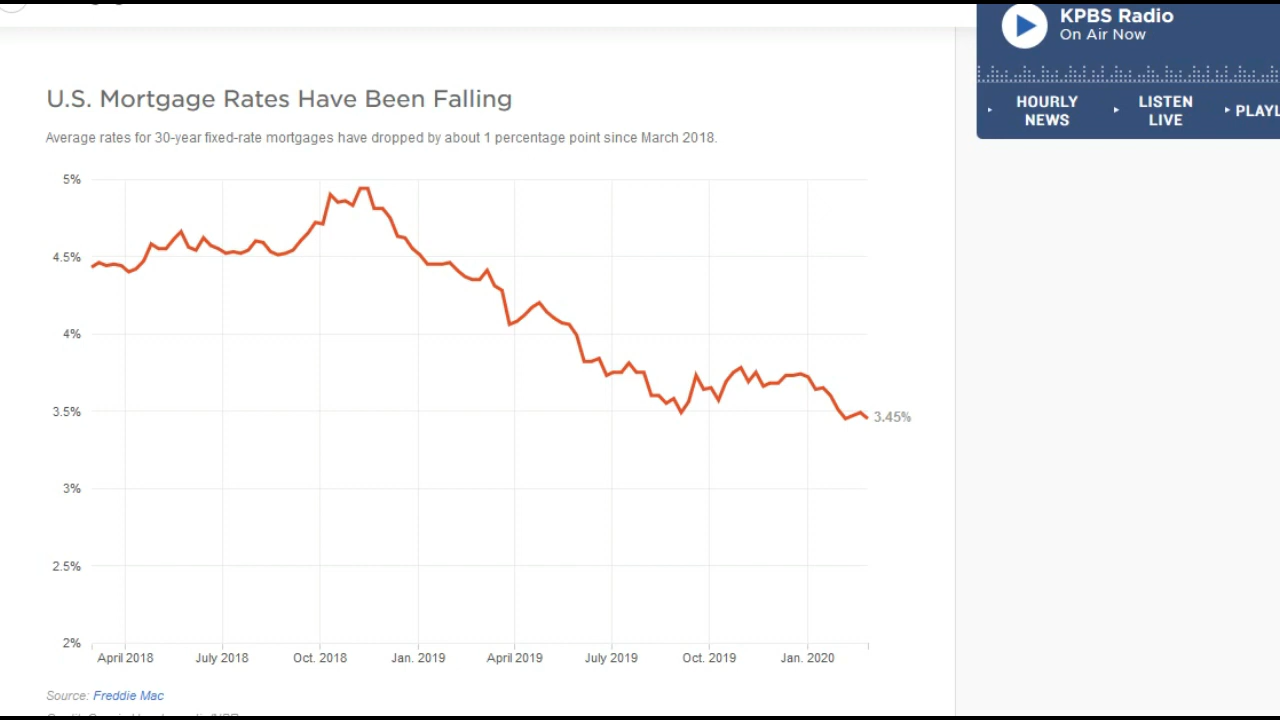 KPBS Radio
On Air Now
HOURLY NEWS
LISTEN LIVE
U.S. Mortgage Rates Have Been Falling
Average rates for 30-year fixed-rate mortgages have dropped by about 1 percentage point since March 2018.
5%
4.5%
4%
3.5%
3%
2.5%
2%
3.45%
April 2018
July 2018
Oct. 2018
Jan. 2019
April 2019
July 2019
Oct. 2019
Jan. 2020
Source: Freddie Mac